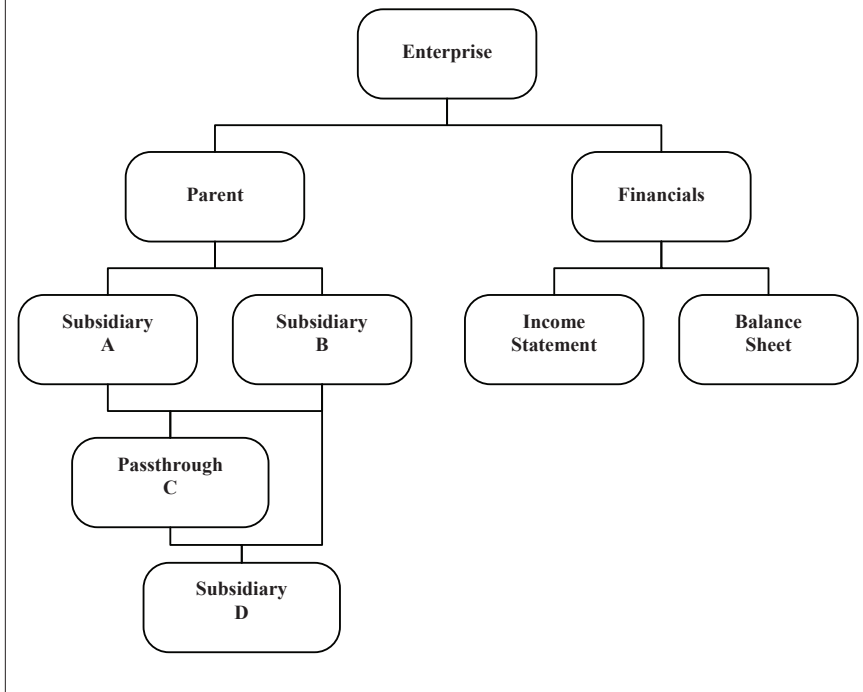 Enterprise
Parent
Financials
Subsidiary
A
Subsidiary
B
Income
Statement
Balance
Sheet
Passthrough
C
Subsidiary
D